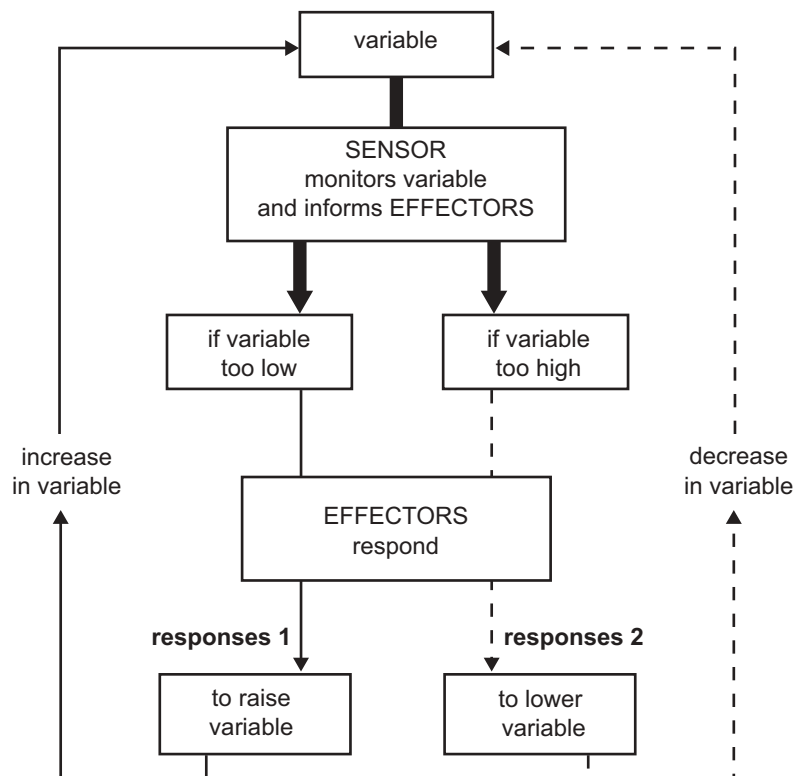 variable
SENSOR
monitors variable
and informs EFFECTORS
if variable
too low
if variable
too high
increase
in variable
decrease
in variable
EFFECTORS
respond
responses 1
responses 2
to raise
variable
to lower
variable